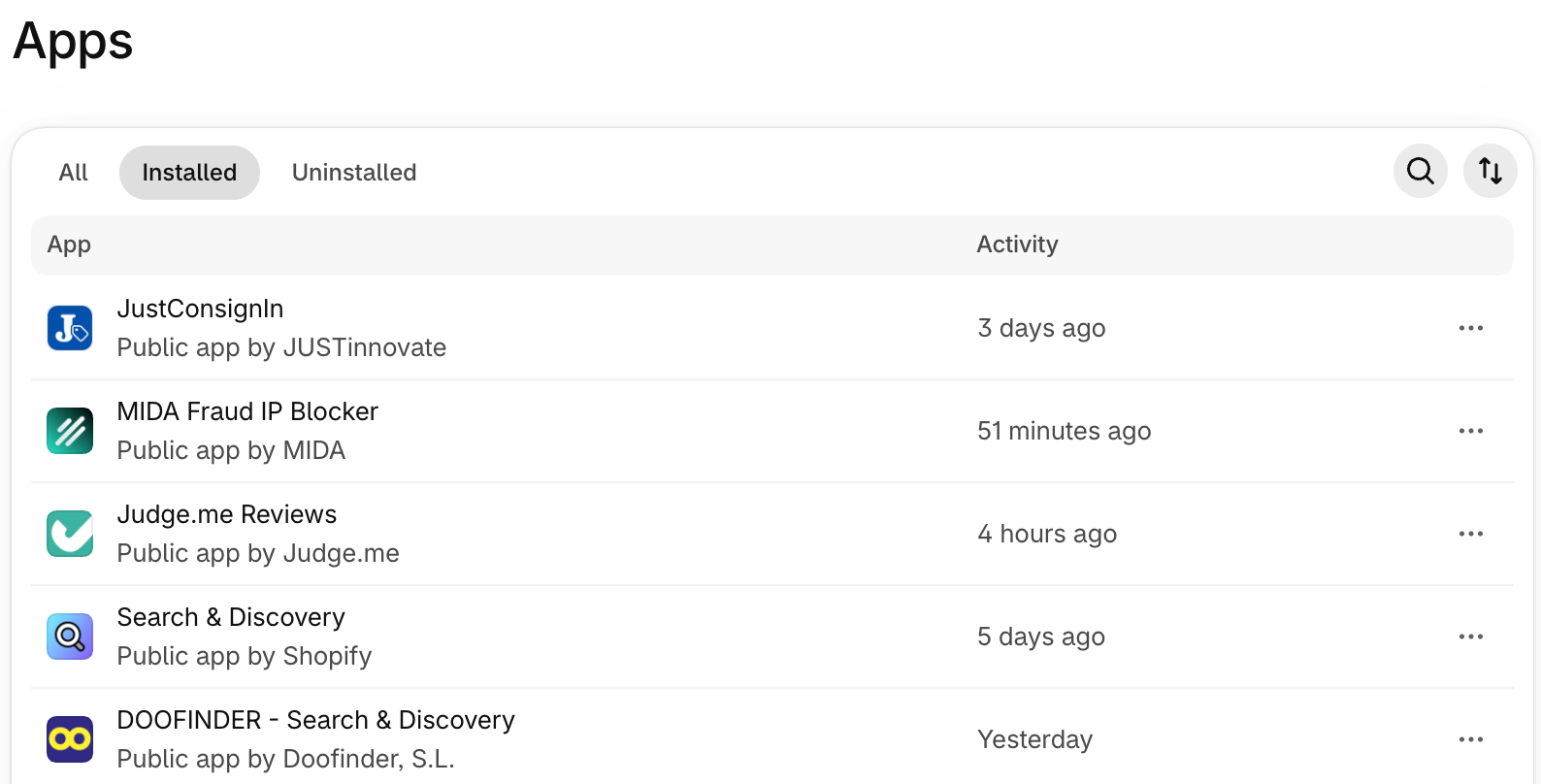 Apps
All Installed Uninstalled
App Activity
JustConsignIn
Public app by JUSTinnovate
3 days ago
MIDA Fraud IP Blocker
Public app by MIDA
51 minutes ago
Judge.me Reviews
Public app by Judge.me
4 hours ago
Search & Discovery
Public app by Shopify
5 days ago
DOOFINDER - Search & Discovery
Public app by Doofinder, S.L.
Yesterday